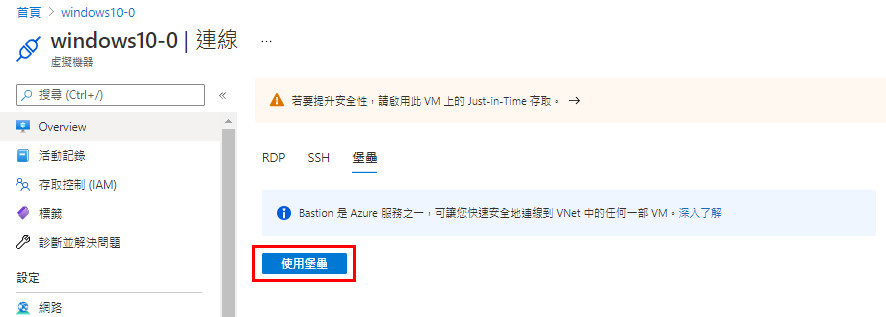 首頁 > windows10-0
windows10-0 | 連線 ...
虛擬機器
搜尋 (Ctrl+/)
«
Overview
活動記錄
存取控制 (IAM)
標籤
診斷並解決問題
設定
網路
若要提升安全性，請啟用此 VM 上的 Just-in-Time 存取。 →
RDP SSH 堡壘
Bastion 是 Azure 服務之一，可讓您快速安全地連線到 VNet 中的任何一部 VM。深入了解
使用堡壘